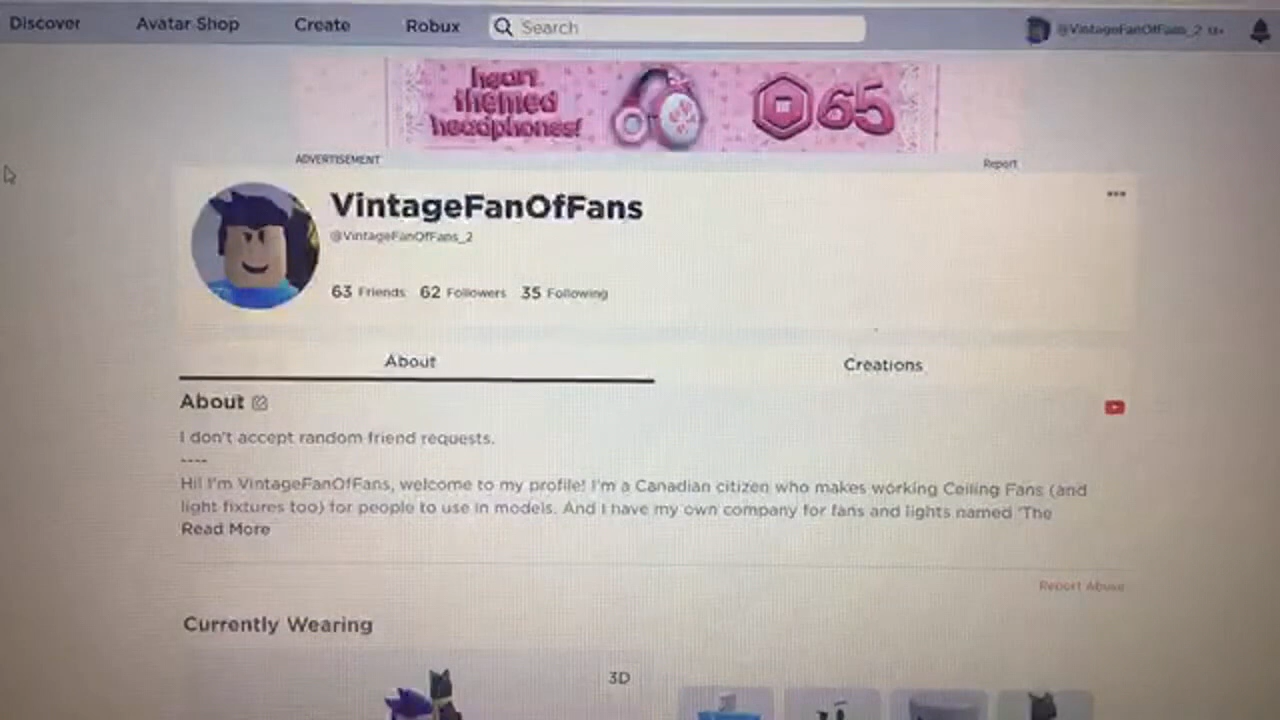 Discover Avatar Shop Create Robux Search @VintageFanOfFans_2 13+
heart
themed
headphones!
65
ADVERTISEMENT Report
VintageFanOfFans
@VintageFanOfFans_2
63 Friends 62 Followers 35 Following
About Creations
About
I don't accept random friend requests.
----
Hi! I'm VintageFanOfFans, welcome to my profile! I'm a Canadian citizen who makes working Ceiling Fans (and
light fixtures too) for people to use in models. And I have my own company for fans and lights named 'The
Read More
Report Abuse
Currently Wearing
3D